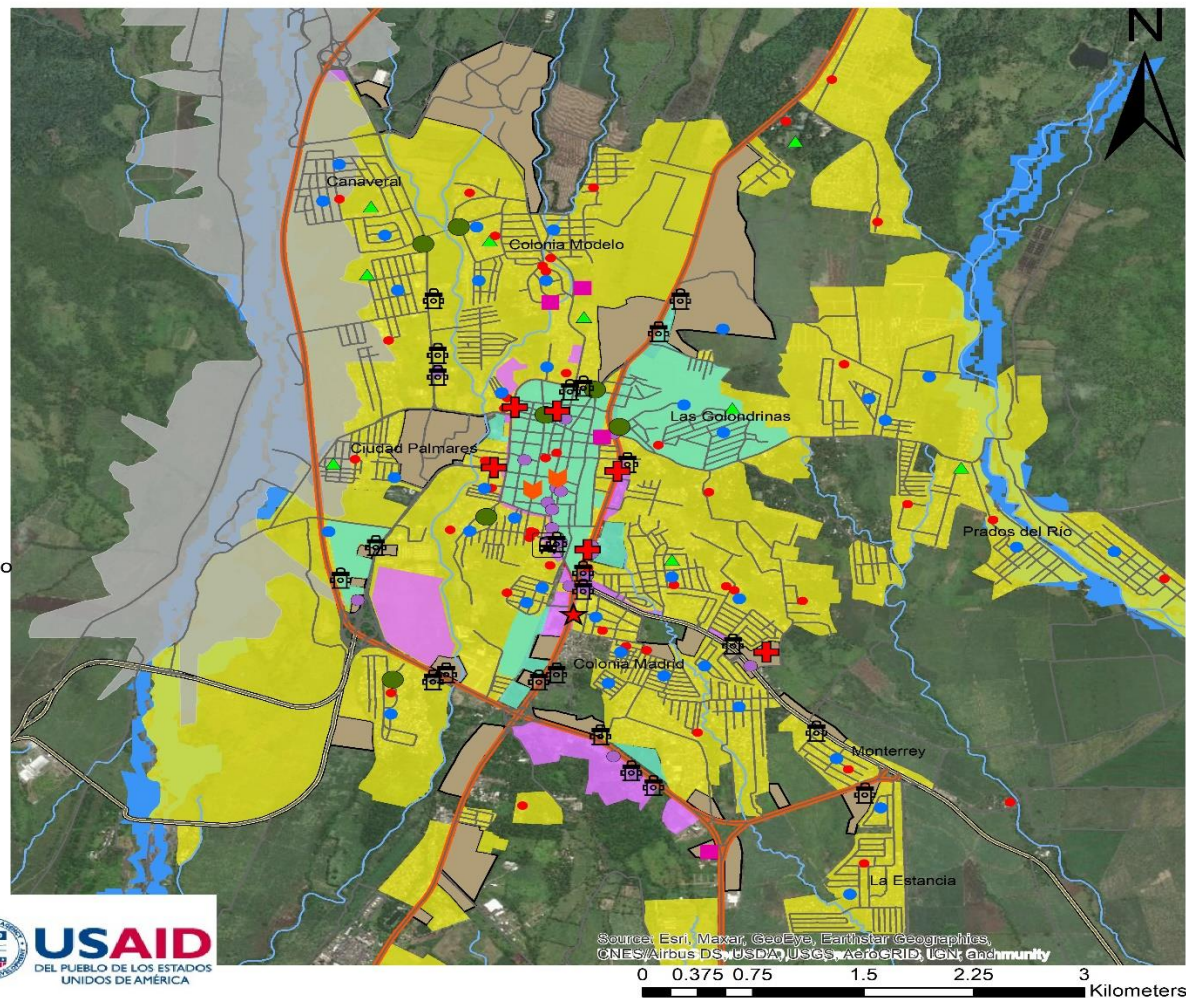 N
Canaveral
Colonia Modelo
Las Golondrinas
Ciudad Palmares
Prados del Río
o
Colonia Madrid
Monterrey
La Estancia
USAID
DEL PUEBLO DE LOS ESTADOS
UNIDOS DE AMÉRICA
Source: Esri, Maxar, GeoEye, Earthstar Geographics,
CNES/Airbus DS, USDA, USGS, AeroGRID, IGN, and
0 0.375 0.75 1.5 2.25 3
Kilometers